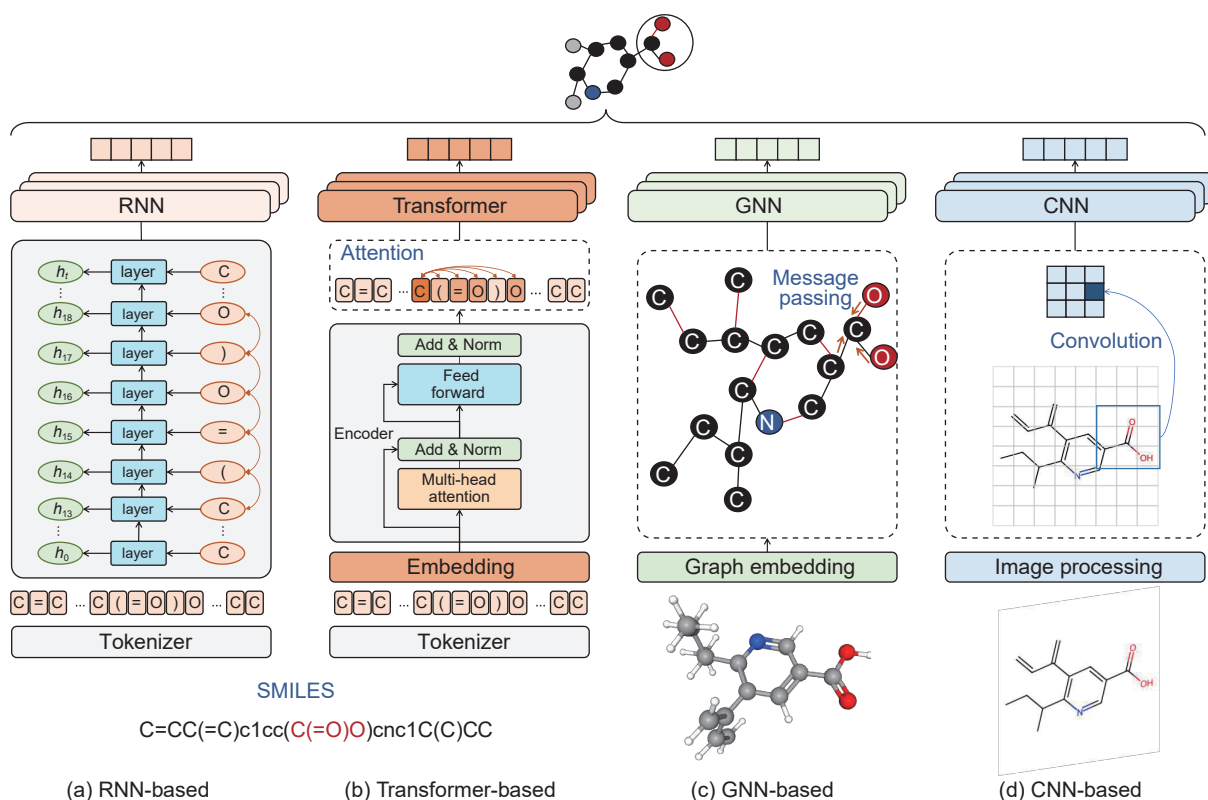 RNN
h_t layer C
h_18 layer O
h_17 layer )
h_16 layer O
h_15 layer =
h_14 layer (
h_13 layer C
h_0 layer C
C = C ... C ( = O ) O ... C C
Tokenizer
Transformer
Attention
C = C ... C ( = O ) O ... C C
Add & Norm
Feed
forward
Encoder
Add & Norm
Multi-head
attention
Embedding
C = C ... C ( = O ) O ... C C
Tokenizer
SMILES
C=CC(=C)c1cc(C(=O)O)cnc1C(C)CC
GNN
Message
passing
C C O
C C C
C C C C C O
C C
N
C
C C
C
Graph embedding
CNN
Convolution
O
OH
N
Image processing
O
OH
N
(a) RNN-based
(b) Transformer-based
(c) GNN-based
(d) CNN-based